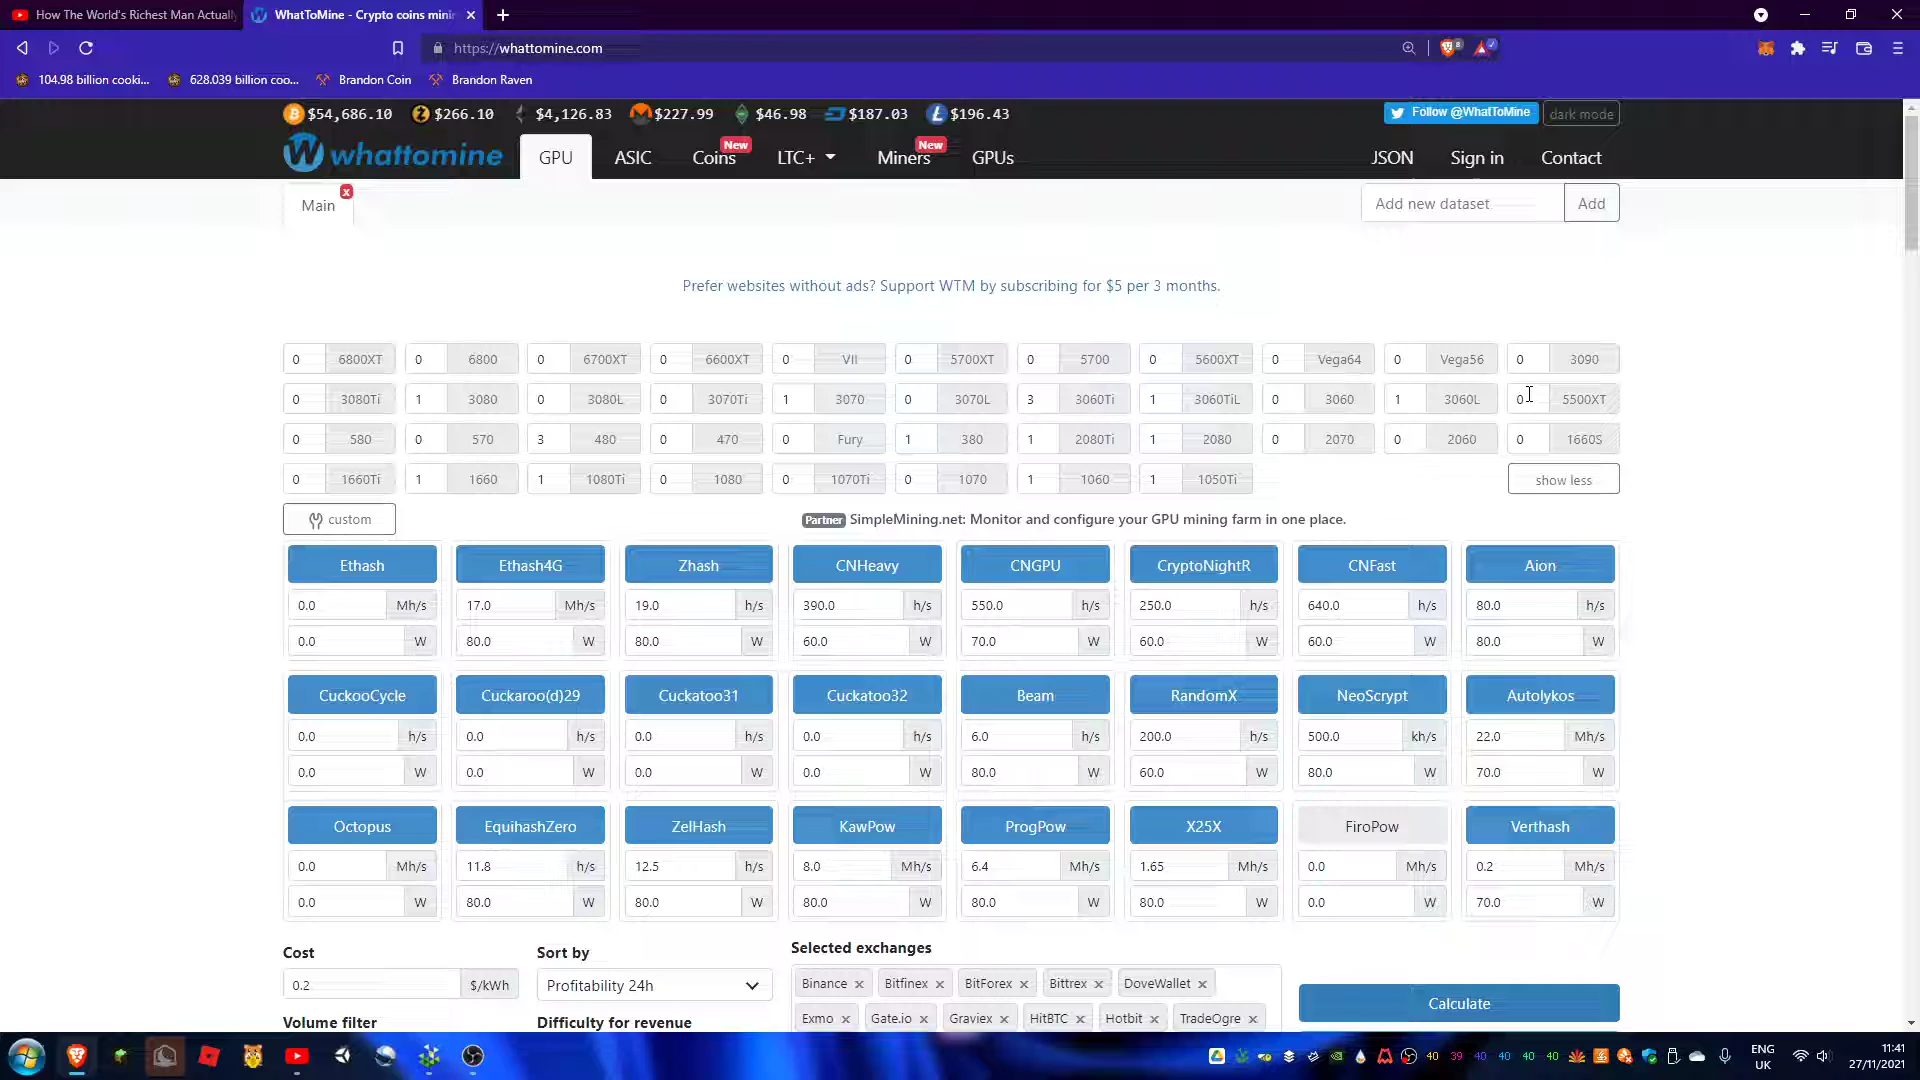 How The World's Richest Man Actually
WhatToMine - Crypto coins mini
https://whattomine.com
104.98 billion cooki...
628.039 billion coo...
Brandon Coin
Brandon Raven
$54,686.10 $266.10 $4,126.83 $227.99 $46.98 $187.03 $196.43
Follow @WhatToMine
dark mode
whattomine
GPU ASIC Coins New LTC+ Miners New GPUs
JSON Sign in Contact
Main x
Add new dataset Add
Prefer websites without ads? Support WTM by subscribing for $5 per 3 months.
0 6800XT 0 6800 0 6700XT 0 6600XT 0 VII 0 5700XT 0 5700 0 5600XT 0 Vega64 0 Vega56 0 3090
0 3080Ti 1 3080 0 3080L 0 3070Ti 1 3070 0 3070L 3 3060Ti 1 3060TiL 0 3060 1 3060L 0 5500XT
0 580 0 570 3 480 0 470 0 Fury 1 380 1 2080Ti 1 2080 0 2070 0 2060 0 1660S
0 1660Ti 1 1660 1 1080Ti 0 1080 0 1070Ti 0 1070 1 1060 1 1050Ti show less
custom
Partner SimpleMining.net: Monitor and configure your GPU mining farm in one place.
Ethash Ethash4G Zhash CNHeavy CNGPU CryptoNightR CNFast Aion
0.0 Mh/s 17.0 Mh/s 19.0 h/s 390.0 h/s 550.0 h/s 250.0 h/s 640.0 h/s 80.0 h/s
0.0 W 80.0 W 80.0 W 60.0 W 70.0 W 60.0 W 60.0 W 80.0 W
CuckooCycle Cuckaroo(d)29 Cuckatoo31 Cuckatoo32 Beam RandomX NeoScrypt Autolykos
0.0 h/s 0.0 h/s 0.0 h/s 0.0 h/s 6.0 h/s 200.0 h/s 500.0 kh/s 22.0 Mh/s
0.0 W 0.0 W 0.0 W 0.0 W 80.0 W 60.0 W 80.0 W 70.0 W
Octopus EquihashZero ZelHash KawPow ProgPow X25X FiroPow Verthash
0.0 Mh/s 11.8 h/s 12.5 h/s 8.0 Mh/s 6.4 Mh/s 1.65 Mh/s 0.0 Mh/s 0.2 Mh/s
0.0 W 80.0 W 80.0 W 80.0 W 80.0 W 80.0 W 0.0 W 70.0 W
Cost Sort by Selected exchanges
0.2 $/kWh Profitability 24h Binance Bitfinex BitForex Bittrex DoveWallet Calculate
Exmo Gate.io Graviex HitBTC Hotbit TradeOgre
Volume filter Difficulty for revenue
40 39 40 40 40 40
ENG
UK
11:41
27/11/2021